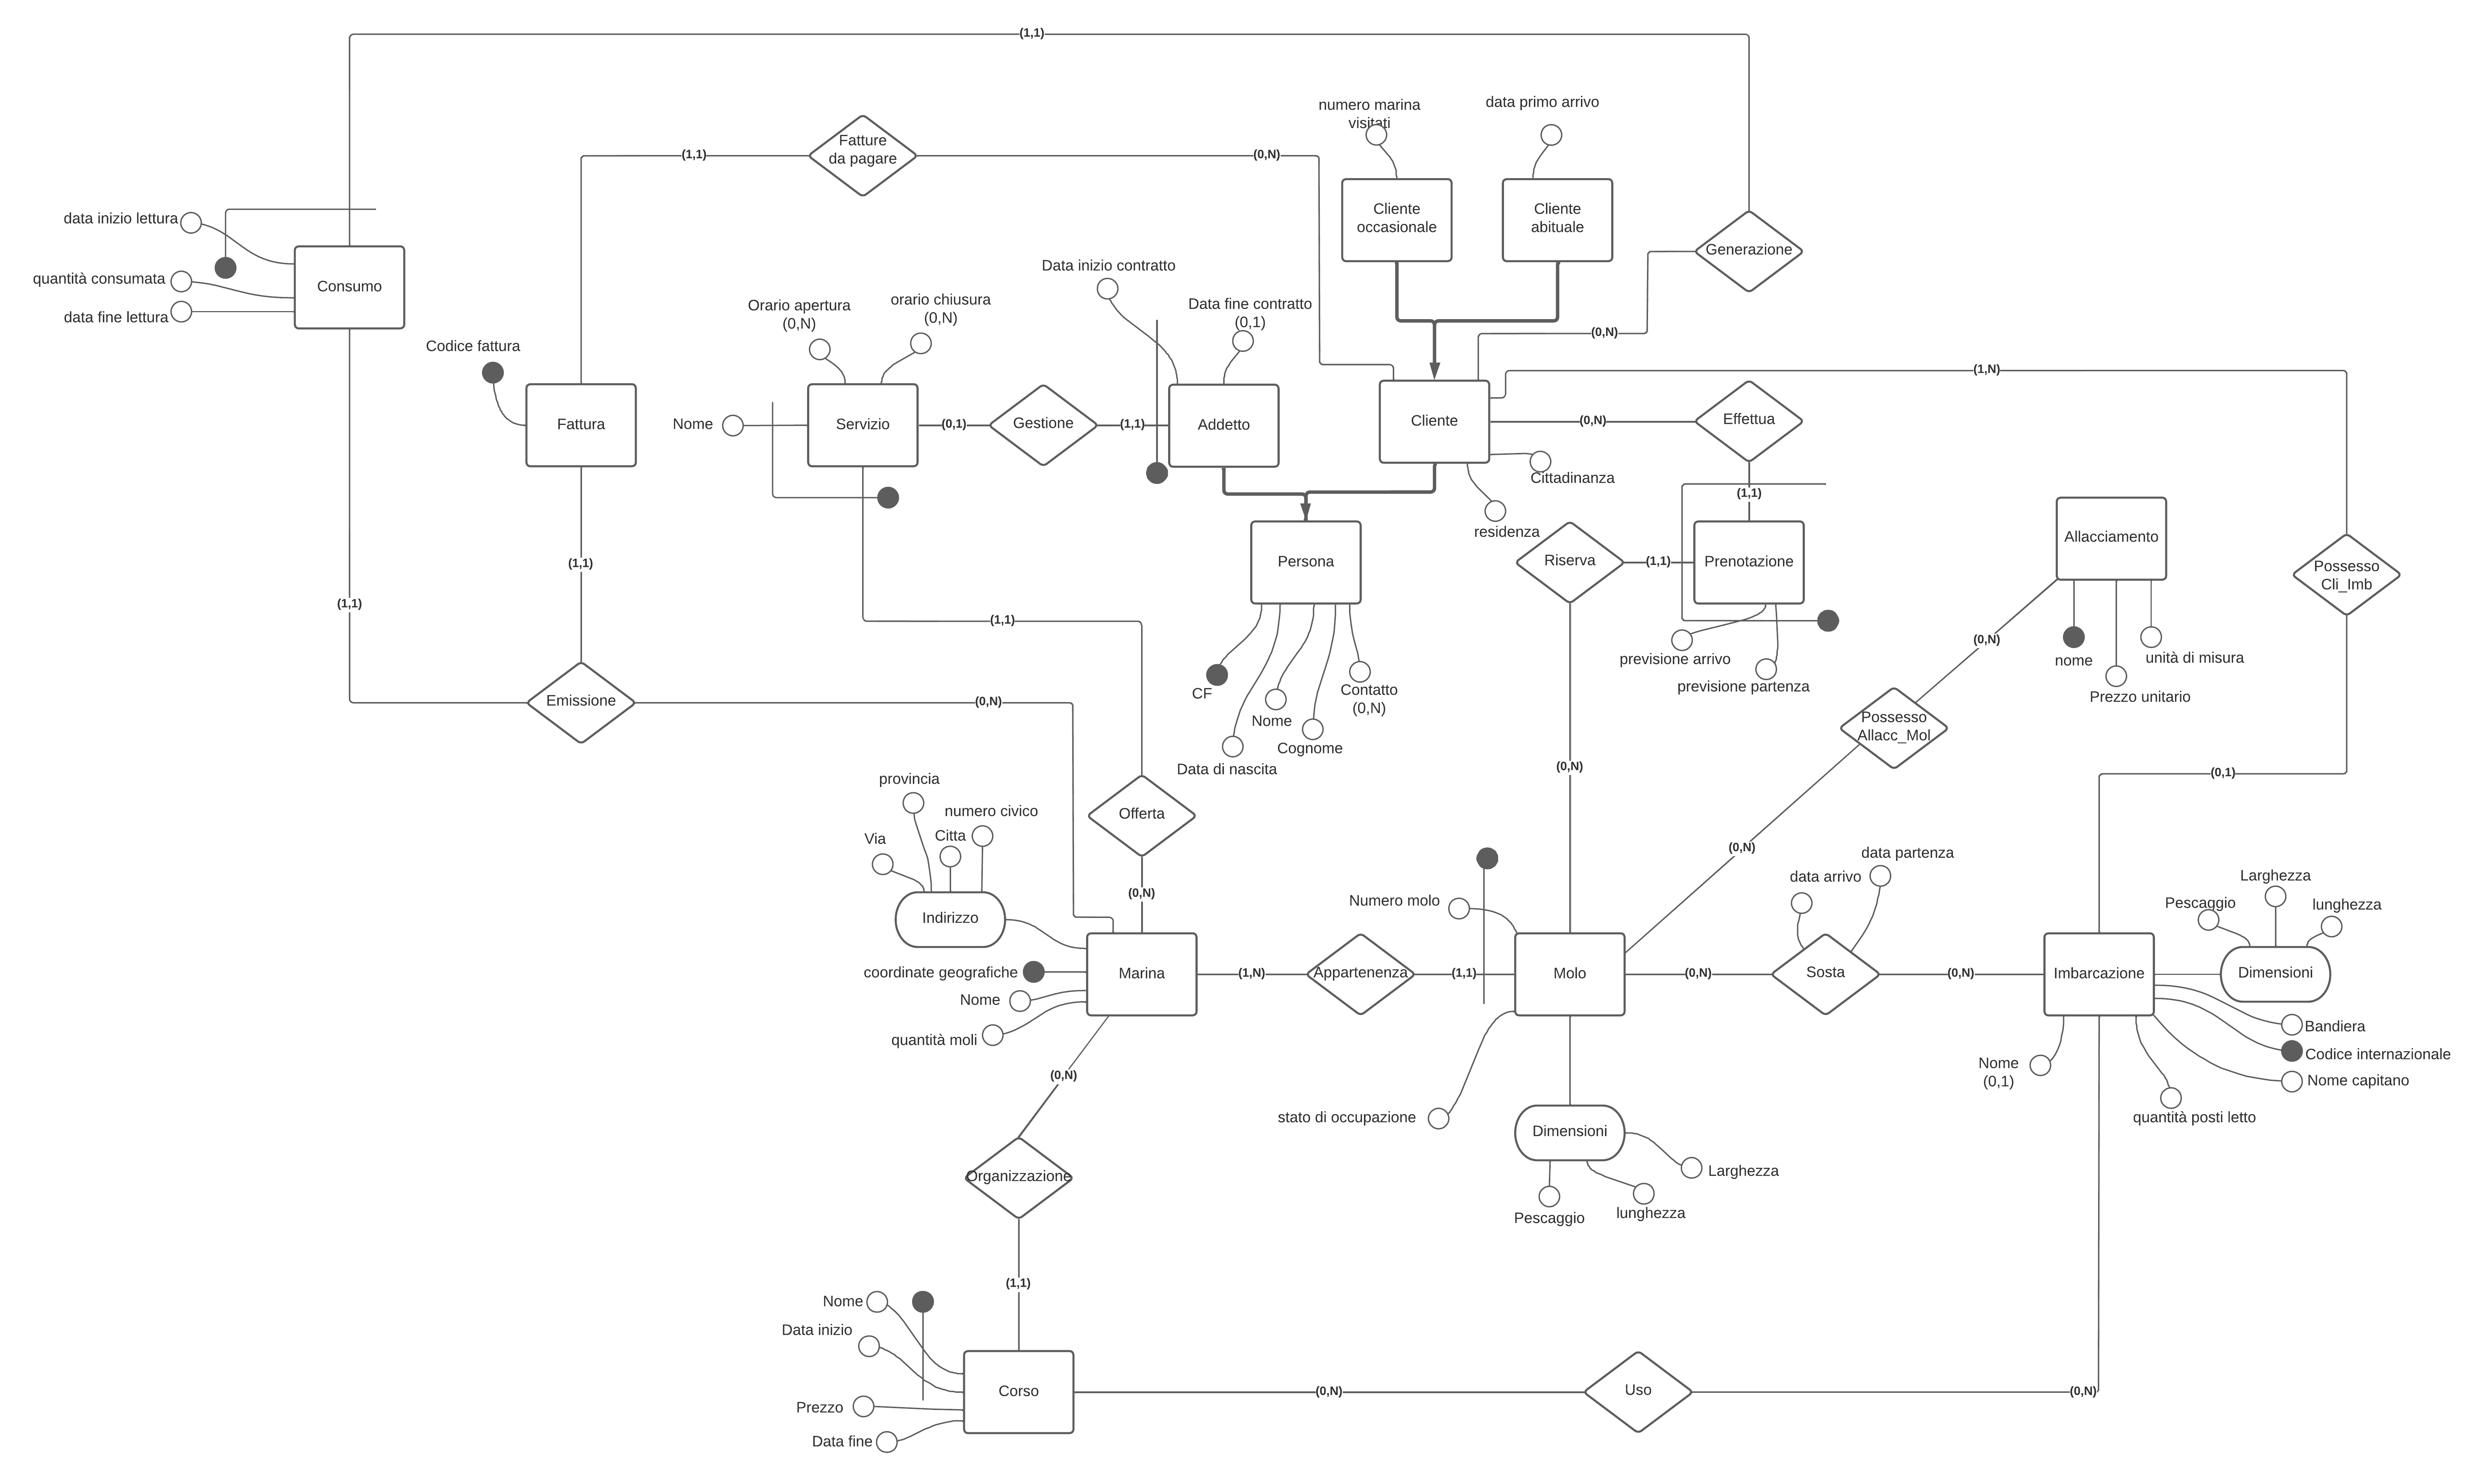 (1,1)
numero marina
visitati
data primo arrivo
Fatture
da pagare
(1,1)
(0,N)
Cliente
occasionale
Cliente
abituale
Generazione
data inizio lettura
quantità consumata
data fine lettura
Consumo
Data inizio contratto
Data fine contratto
(0,1)
Orario apertura
(0,N)
orario chiusura
(0,N)
(0,N)
Codice fattura
(1,N)
Fattura
Nome
Servizio
(0,1)
Gestione
(1,1)
Addetto
Cliente
(0,N)
Effettua
Cittadinanza
residenza
(1,1)
Allacciamento
(1,1)
Persona
Riserva
(1,1)
Prenotazione
Possesso
Cli_Imb
(1,1)
(1,1)
(0,N)
previsione arrivo
previsione partenza
nome
unità di misura
Prezzo unitario
CF
Nome
Cognome
Contatto
(0,N)
Data di nascita
Emissione
(0,N)
Possesso
Allacc_Mol
(0,N)
(0,1)
provincia
numero civico
Via
Citta
Offerta
(0,N)
data partenza
data arrivo
Indirizzo
(0,N)
Numero molo
Pescaggio
Larghezza
lunghezza
coordinate geografiche
Nome
quantità moli
Marina
(1,N)
Appartenenza
(1,1)
Molo
(0,N)
Sosta
(0,N)
Imbarcazione
Dimensioni
Bandiera
Codice internazionale
Nome capitano
Nome
(0,1)
quantità posti letto
(0,N)
stato di occupazione
Dimensioni
Larghezza
Pescaggio
lunghezza
Organizzazione
(1,1)
Nome
Data inizio
Prezzo
Data fine
Corso
(0,N)
Uso
(0,N)